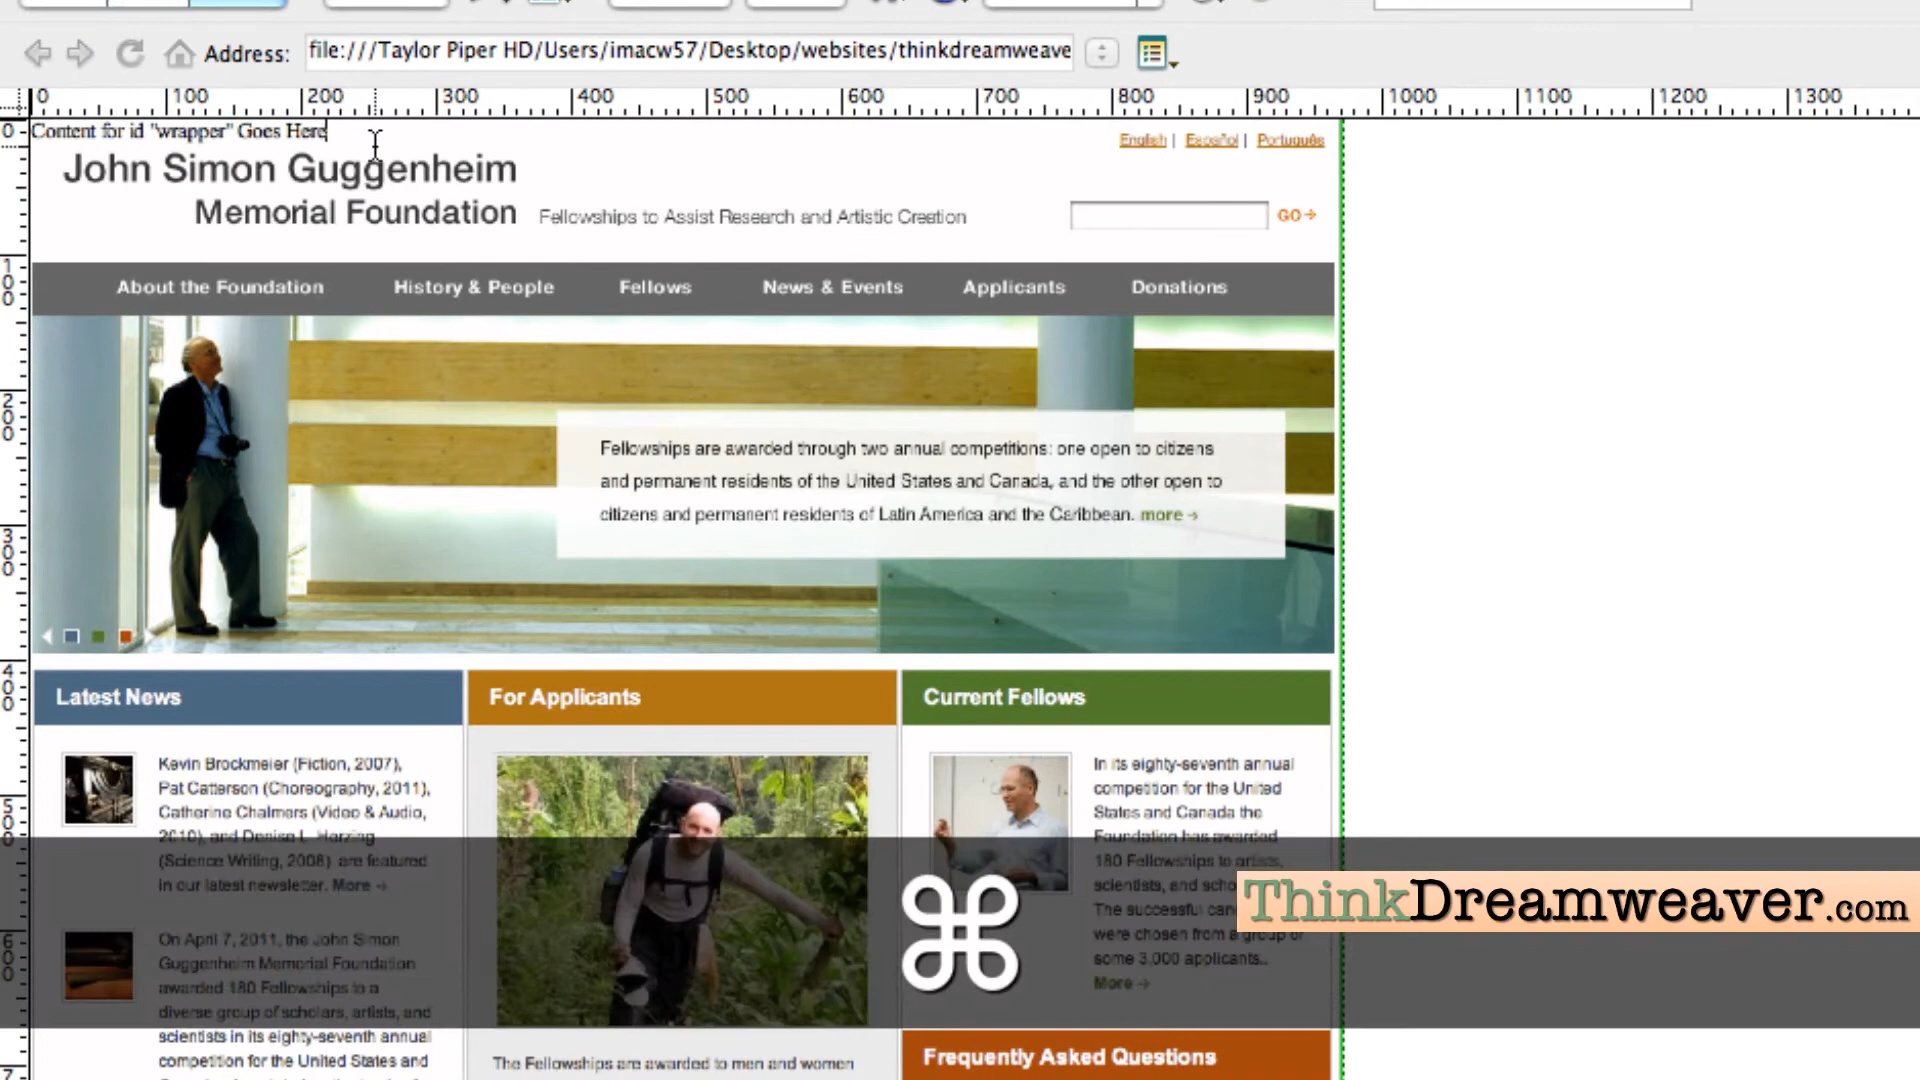 Address: file:///Taylor Piper HD/Users/imacw57/Desktop/websites/thinkdreamweave
0 100 200 300 400 500 600 700 800 900 1000 1100 1200 1300
Content for id "wrapper" Goes Here
English | Español | Português
John Simon Guggenheim
Memorial Foundation
Fellowships to Assist Research and Artistic Creation
GO
About the Foundation History & People Fellows News & Events Applicants Donations
Fellowships are awarded through two annual competitions: one open to citizens
and permanent residents of the United States and Canada, and the other open to
citizens and permanent residents of Latin America and the Caribbean. more
Latest News
Kevin Brockmeier (Fiction, 2007),
Pat Catterson (Choreography, 2011),
Catherine Chalmers (Video & Audio,
2010), and Denise L. Herzing
(Science Writing, 2008) are featured
in our latest newsletter. More
On April 7, 2011, the John Simon
Guggenheim Memorial Foundation
awarded 180 Fellowships to a
diverse group of scholars, artists, and
scientists in its eighty-seventh annual
competition for the United States and
For Applicants
The Fellowships are awarded to men and women
Current Fellows
In its eighty-seventh annual
competition for the United
States and Canada the
Foundation has awarded
180 Fellowships to artists,
scientists, and
The successful
were chosen from a group of
some 3,000 applicants..
More
Frequently Asked Questions
ThinkDreamweaver.com